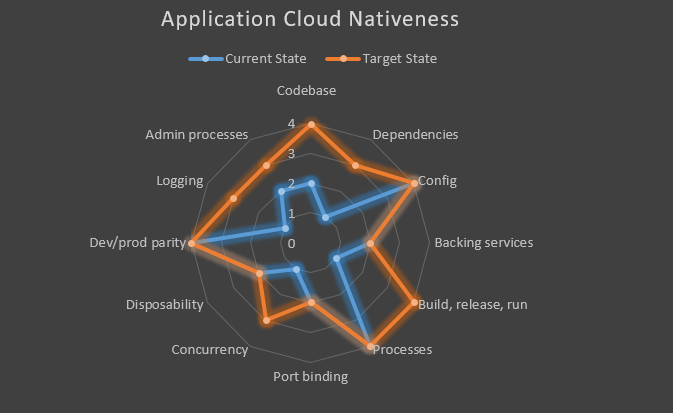 Application Cloud Nativeness
Current State
Target State
Codebase
Dependencies
Config
Backing services
Build, release, run
Processes
Port binding
Concurrency
Disposability
Dev/prod parity
Logging
Admin processes
4
3
2
1
0